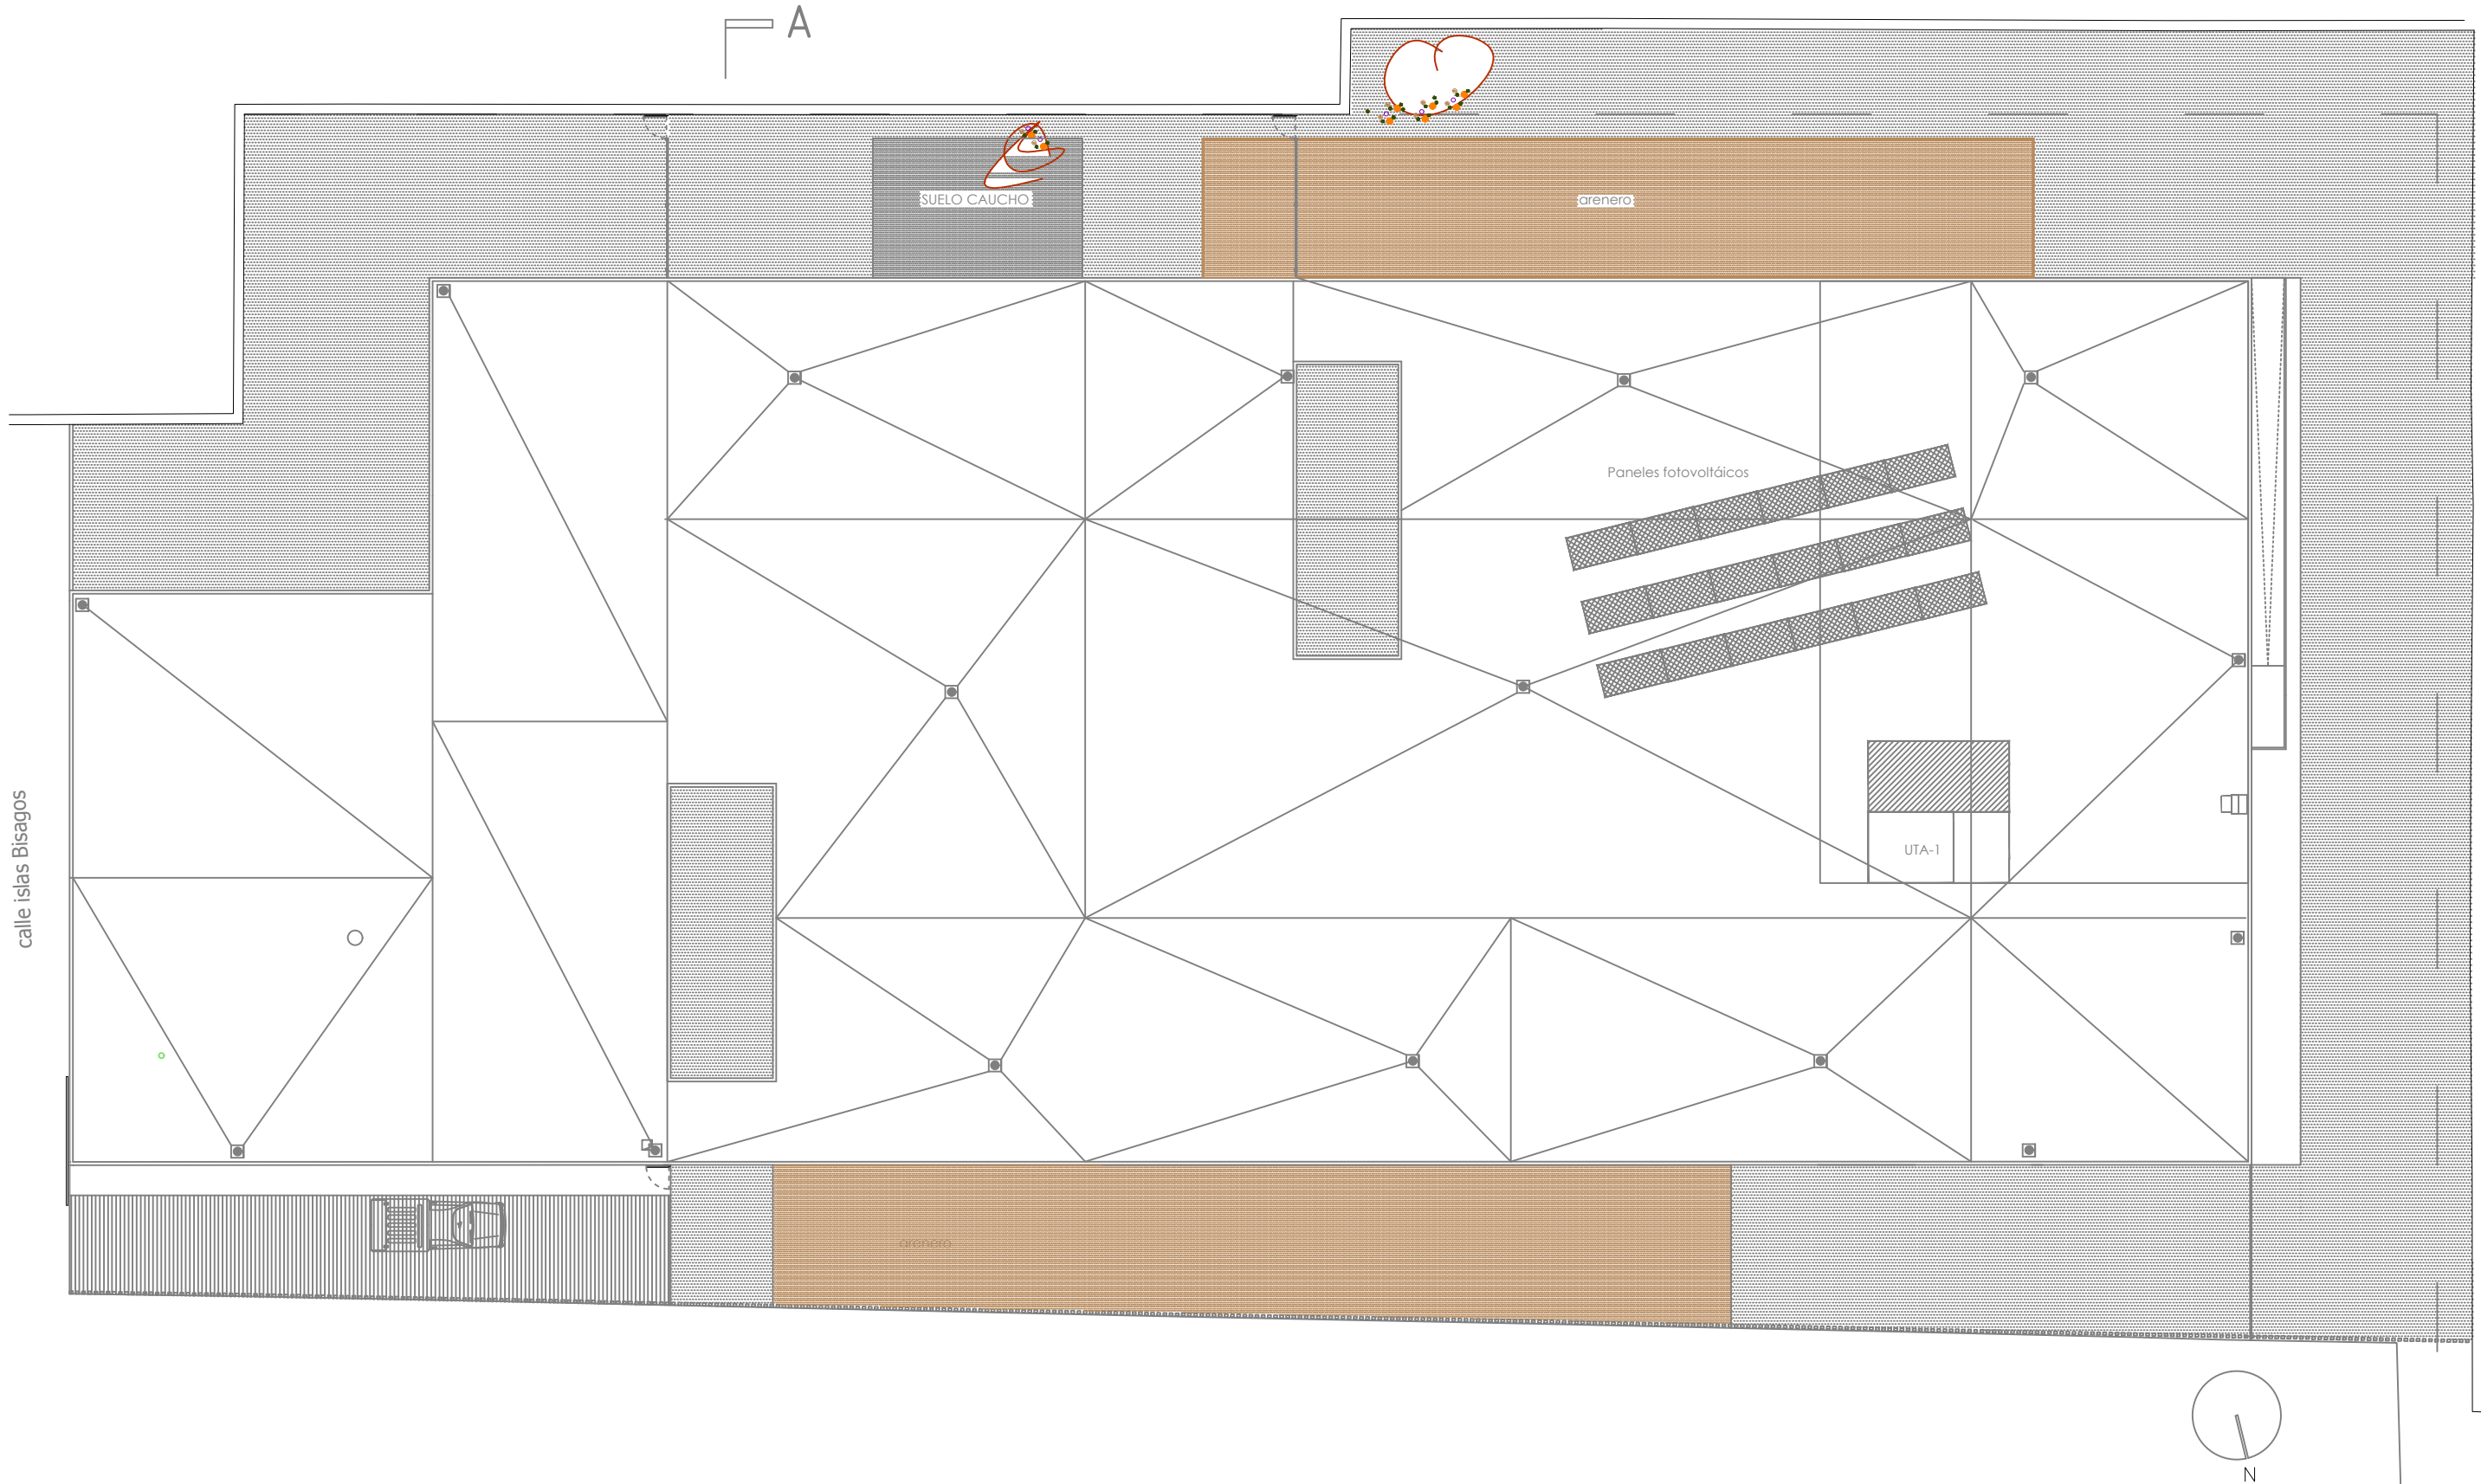 A
SUELO CAUCHO
arenero
Paneles fotovoltáicos
calle islas Bisagos
UTA-1
arenero
N